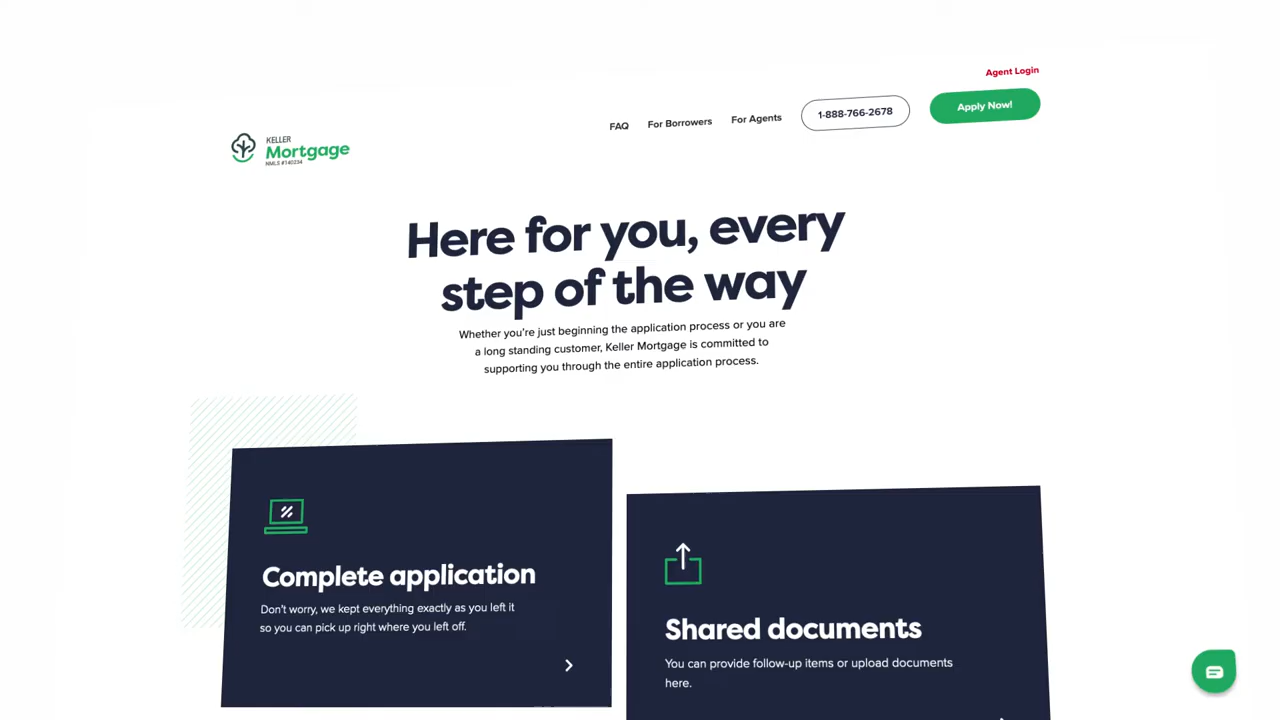 Agent Login
FAQ
For Borrowers
For Agents
1-888-766-2678
Apply Now!
KELLER
Mortgage
NMLS #140234
Here for you, every
step of the way
Whether you're just beginning the application process or you are
a long standing customer, Keller Mortgage is committed to
supporting you through the entire application process.
Complete application
Don't worry, we kept everything exactly as you left it
so you can pick up right where you left off.
Shared documents
You can provide follow-up items or upload documents
here.